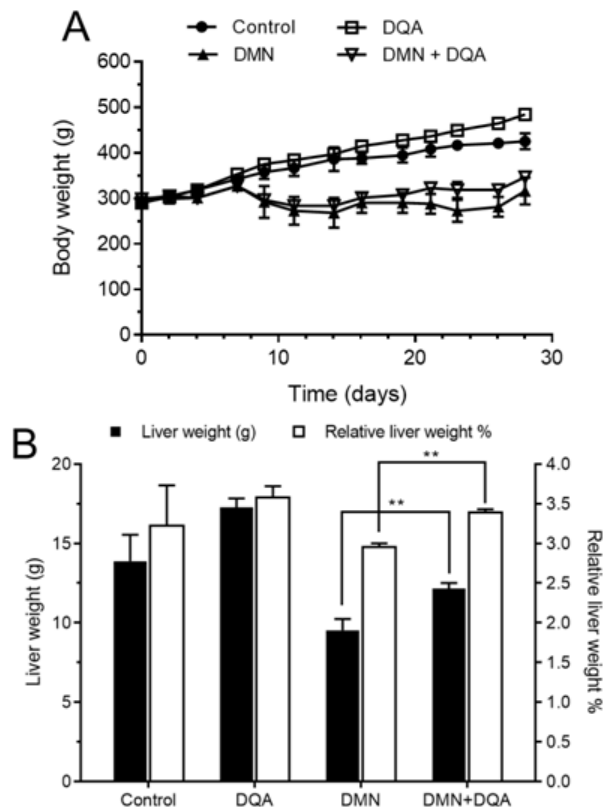 A
Control DQA
DMN DMN + DQA
600
500
400
300
300
100
0
Body weight (g)
0 10 20 30
Time (days)
B
Liver weight (g) Relative liver weight %
20
15
10
5
0
Liver weight (g)
** **
4.0
3.5
3.0
2.5
2.0
1.5
1.0
0.5
0.0
Relative liver weight %
Control DQA DMN DMN+DQA